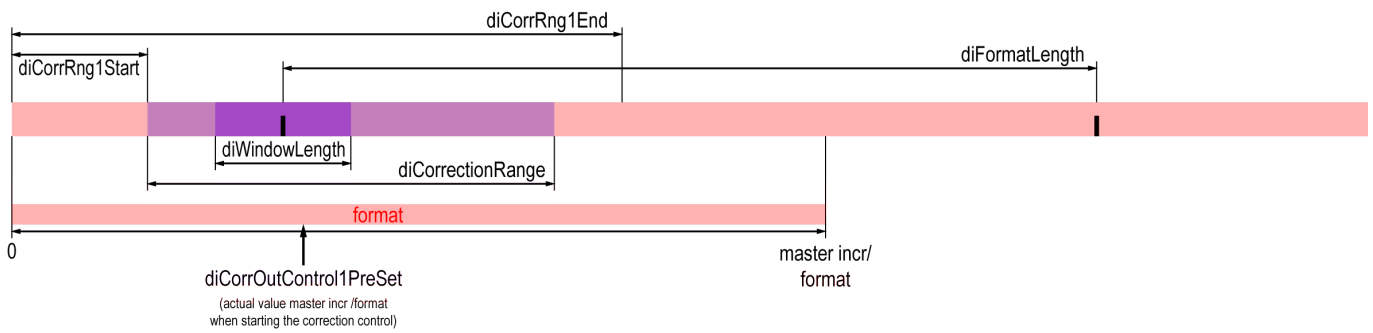 diCorrRng1End
diCorrRng1Start
diFormatLength
diWindowLength
diCorrectionRange
format
0
master incr/
format
diCorrOutControl1PreSet
(actual value master incr /format
when starting the correction control)